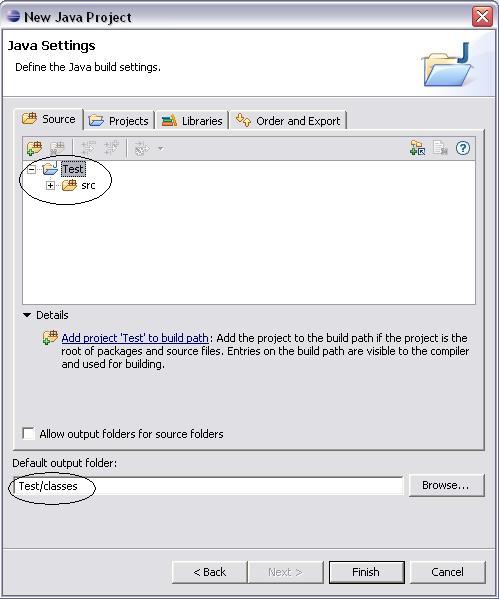 New Java Project
Java Settings
Define the Java build settings.
Source Projects Libraries Order and Export
Test
src
Details
Add project 'Test' to build path: Add the project to the build path if the project is the
root of packages and source files. Entries on the build path are visible to the compiler
and used for building.
Allow output folders for source folders
Default output folder:
Test/classes
Browse...
< Back Next > Finish Cancel